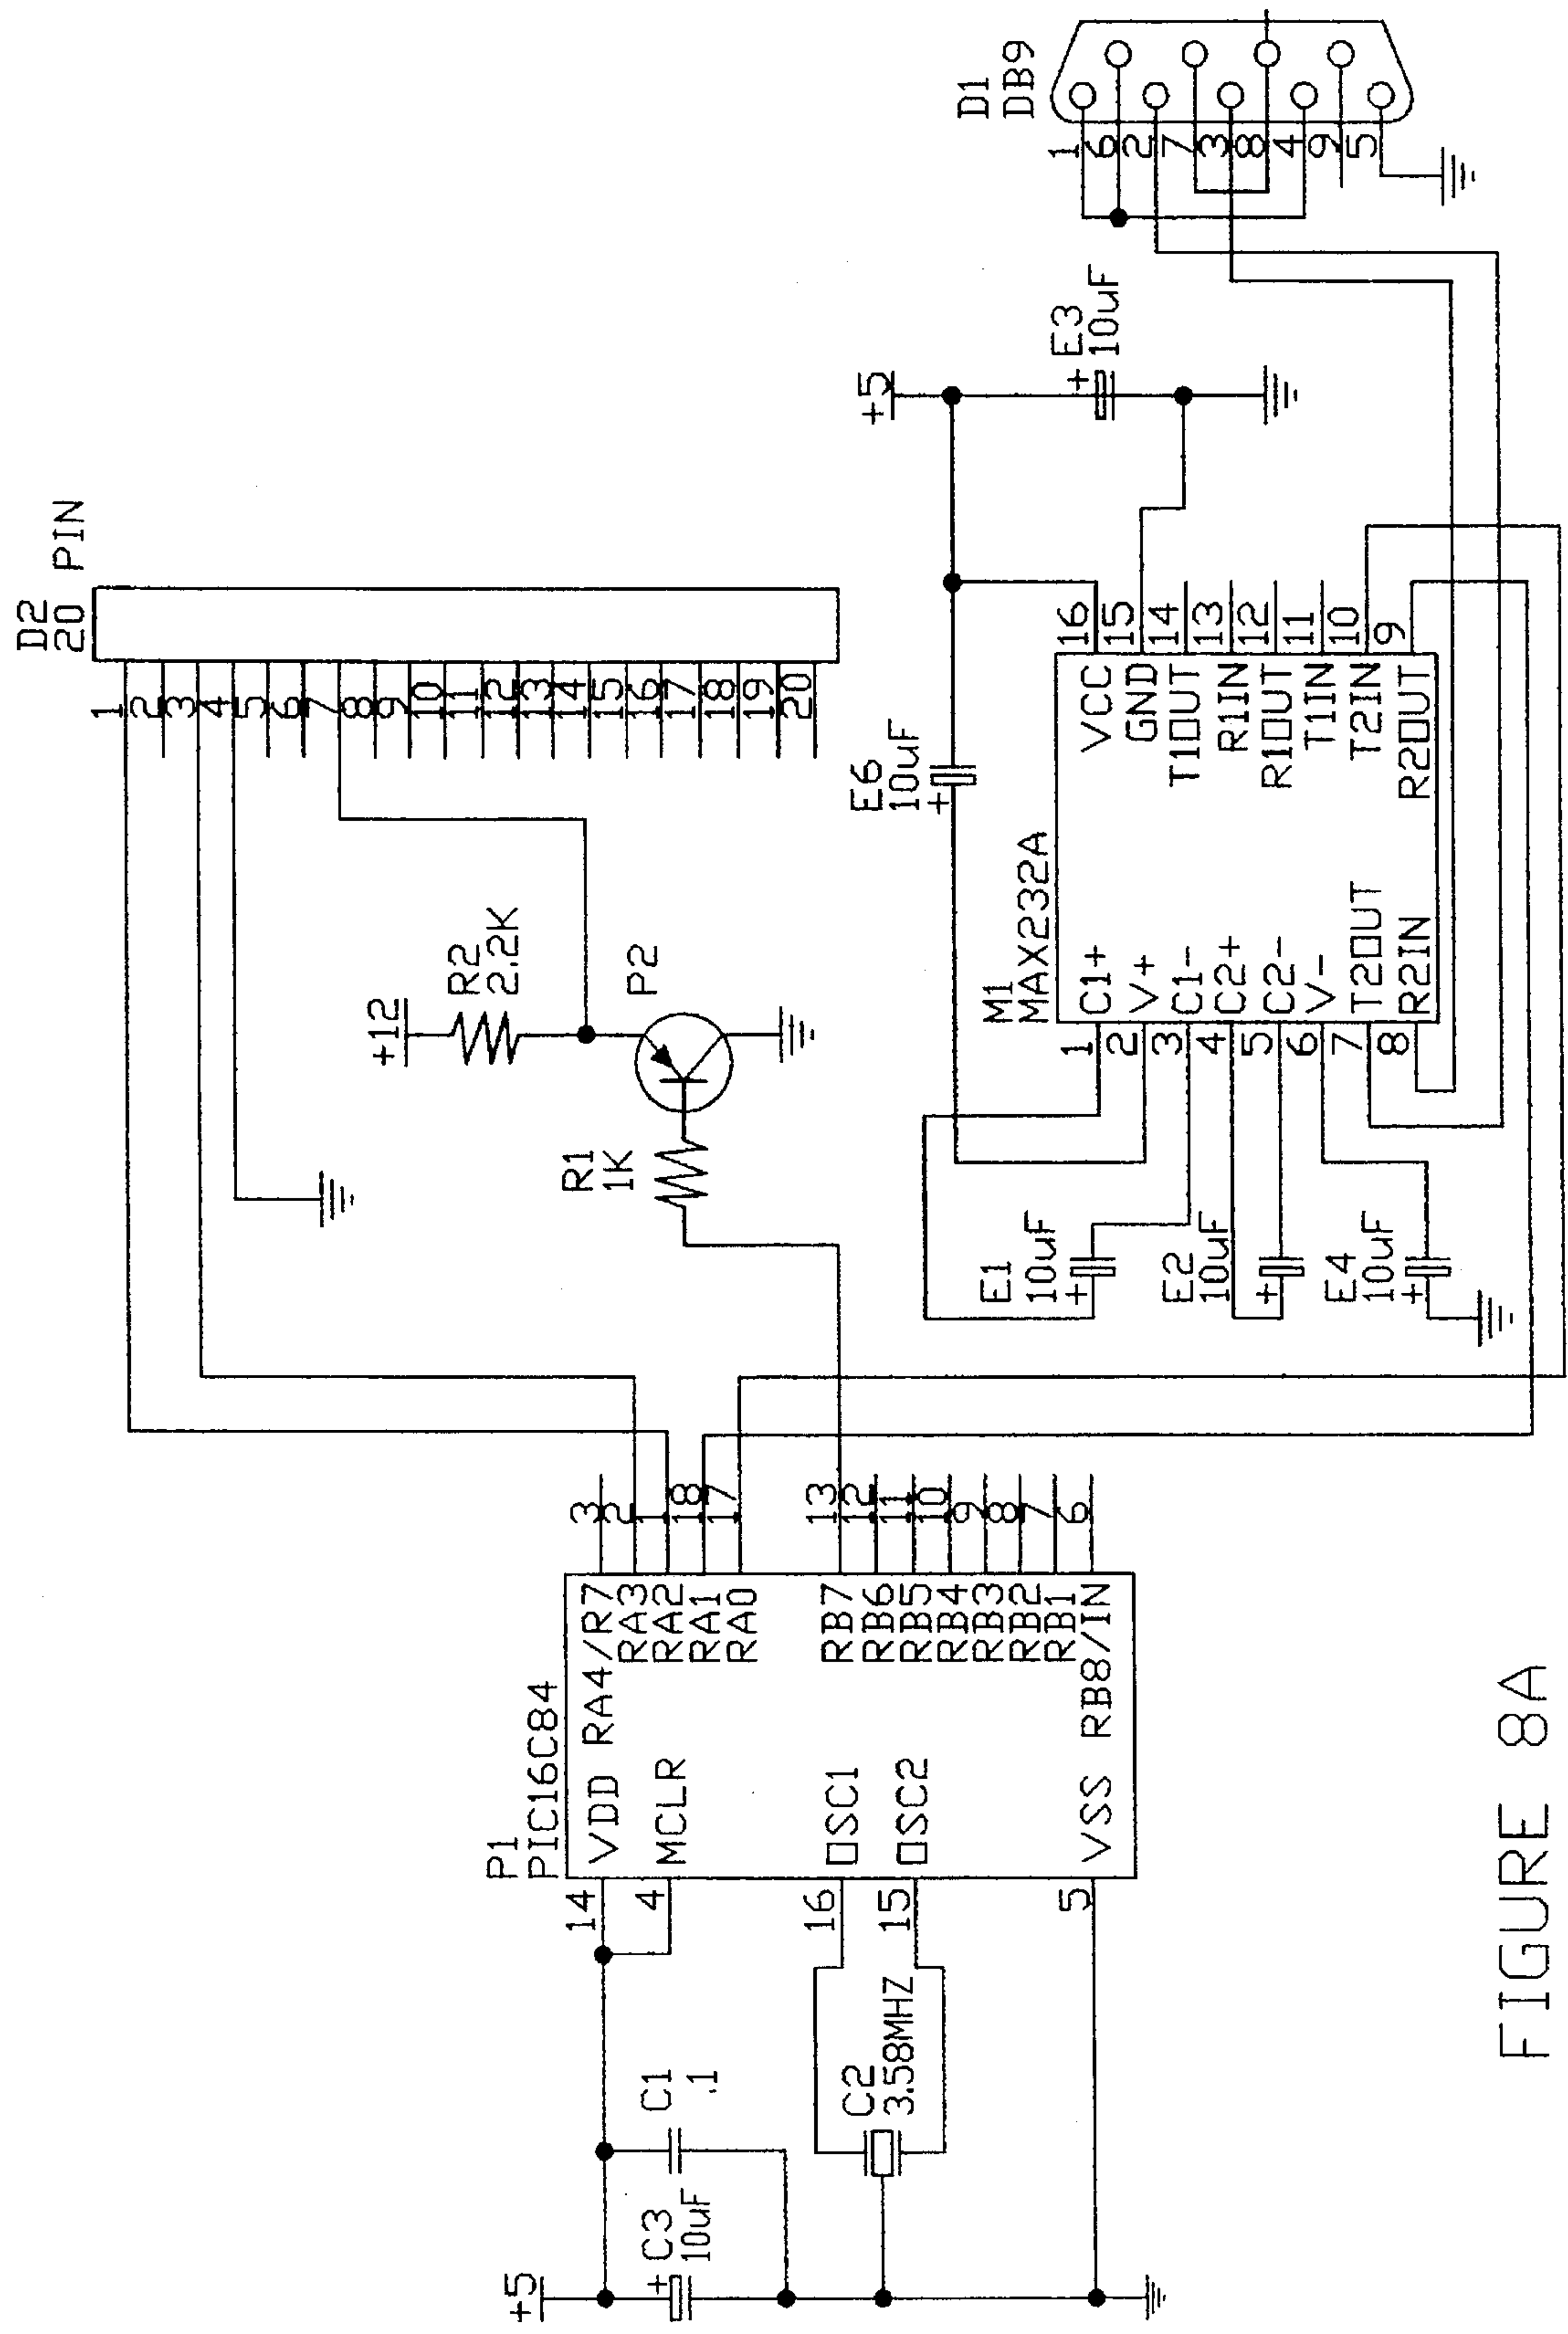 P1
PIC16C84
VDD
RA4/R7
MCLR
RA3
RA2
RA1
RA0
OSC1
OSC2
RB7
RB6
RB5
RB4
RB3
RB2
RB1
VSS
RB8/IN
14
4
16
15
5
3
2
1
18
17
13
12
11
10
9
8
7
6
+5
C3
10uF
+
C1
.1
C2
3.58MHZ
D2
20 PIN
1
2
3
4
5
6
7
8
9
10
11
12
13
14
15
16
17
18
19
20
+12
R2
2.2K
P2
R1
1K
M1
MAX232A
C1+
V+
C1-
C2+
C2-
V-
T2OUT
R2IN
1
2
3
4
5
6
7
8
VCC
GND
T1OUT
R1IN
R1OUT
T1IN
T2IN
R2OUT
16
15
14
13
12
11
10
9
E1
10uF
+
E2
10uF
+
E4
10uF
+
E6
10uF
+
+5
E3
10uF
+
D1
DB9
1
6
2
7
3
8
4
9
5
FIGURE 8A